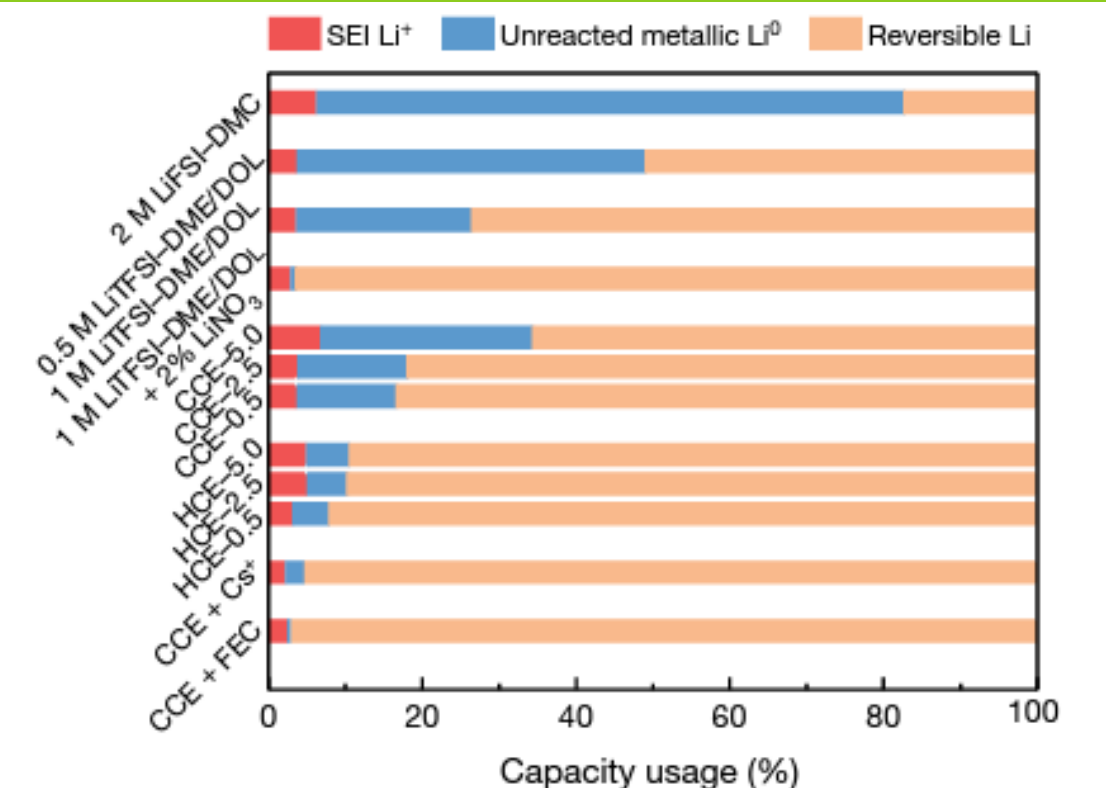 SEI Li⁺ Unreacted metallic Li⁰ Reversible Li
2 M LiFSI–DMC
0.5 M LiTFSI–DME/DOL
1 M LiTFSI–DME/DOL
1 M LiTFSI–DME/DOL
+ 2% LiNO₃
CCE–5.0
CCE–2.5
CCE–0.5
HCE–5.0
HCE–2.5
HCE–0.5
CCE + Cs⁺
CCE + FEC
0 20 40 60 80 100
Capacity usage (%)